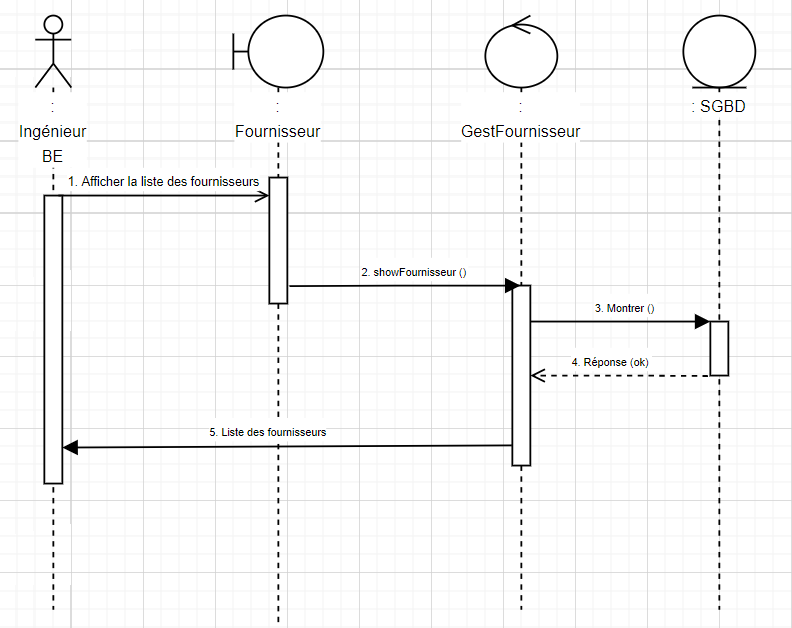 :
Ingénieur
BE
:
Fournisseur
:
GestFournisseur
: SGBD
1. Afficher la liste des fournisseurs
2. showFournisseur ()
3. Montrer ()
4. Réponse (ok)
5. Liste des fournisseurs